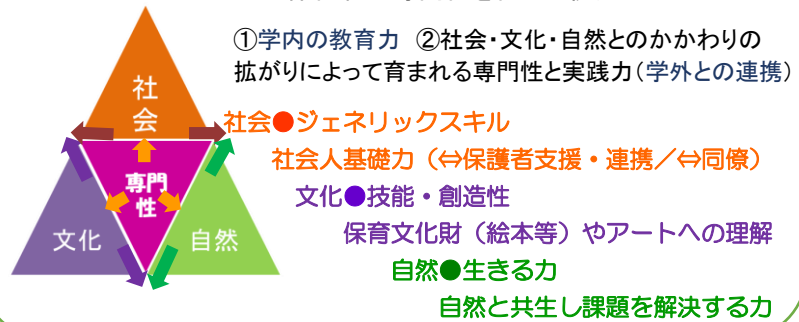 ①学内の教育力 ②社会・文化・自然とのかかわりの
拡がりによって育まれる専門性と実践力（学外との連携）
社
会
専門
性
文化
自然
社会●ジェネリックスキル
社会人基礎力（⇔保護者支援・連携／⇔同僚）
文化●技能・創造性
保育文化財（絵本等）やアートへの理解
自然●生きる力
自然と共生し課題を解決する力